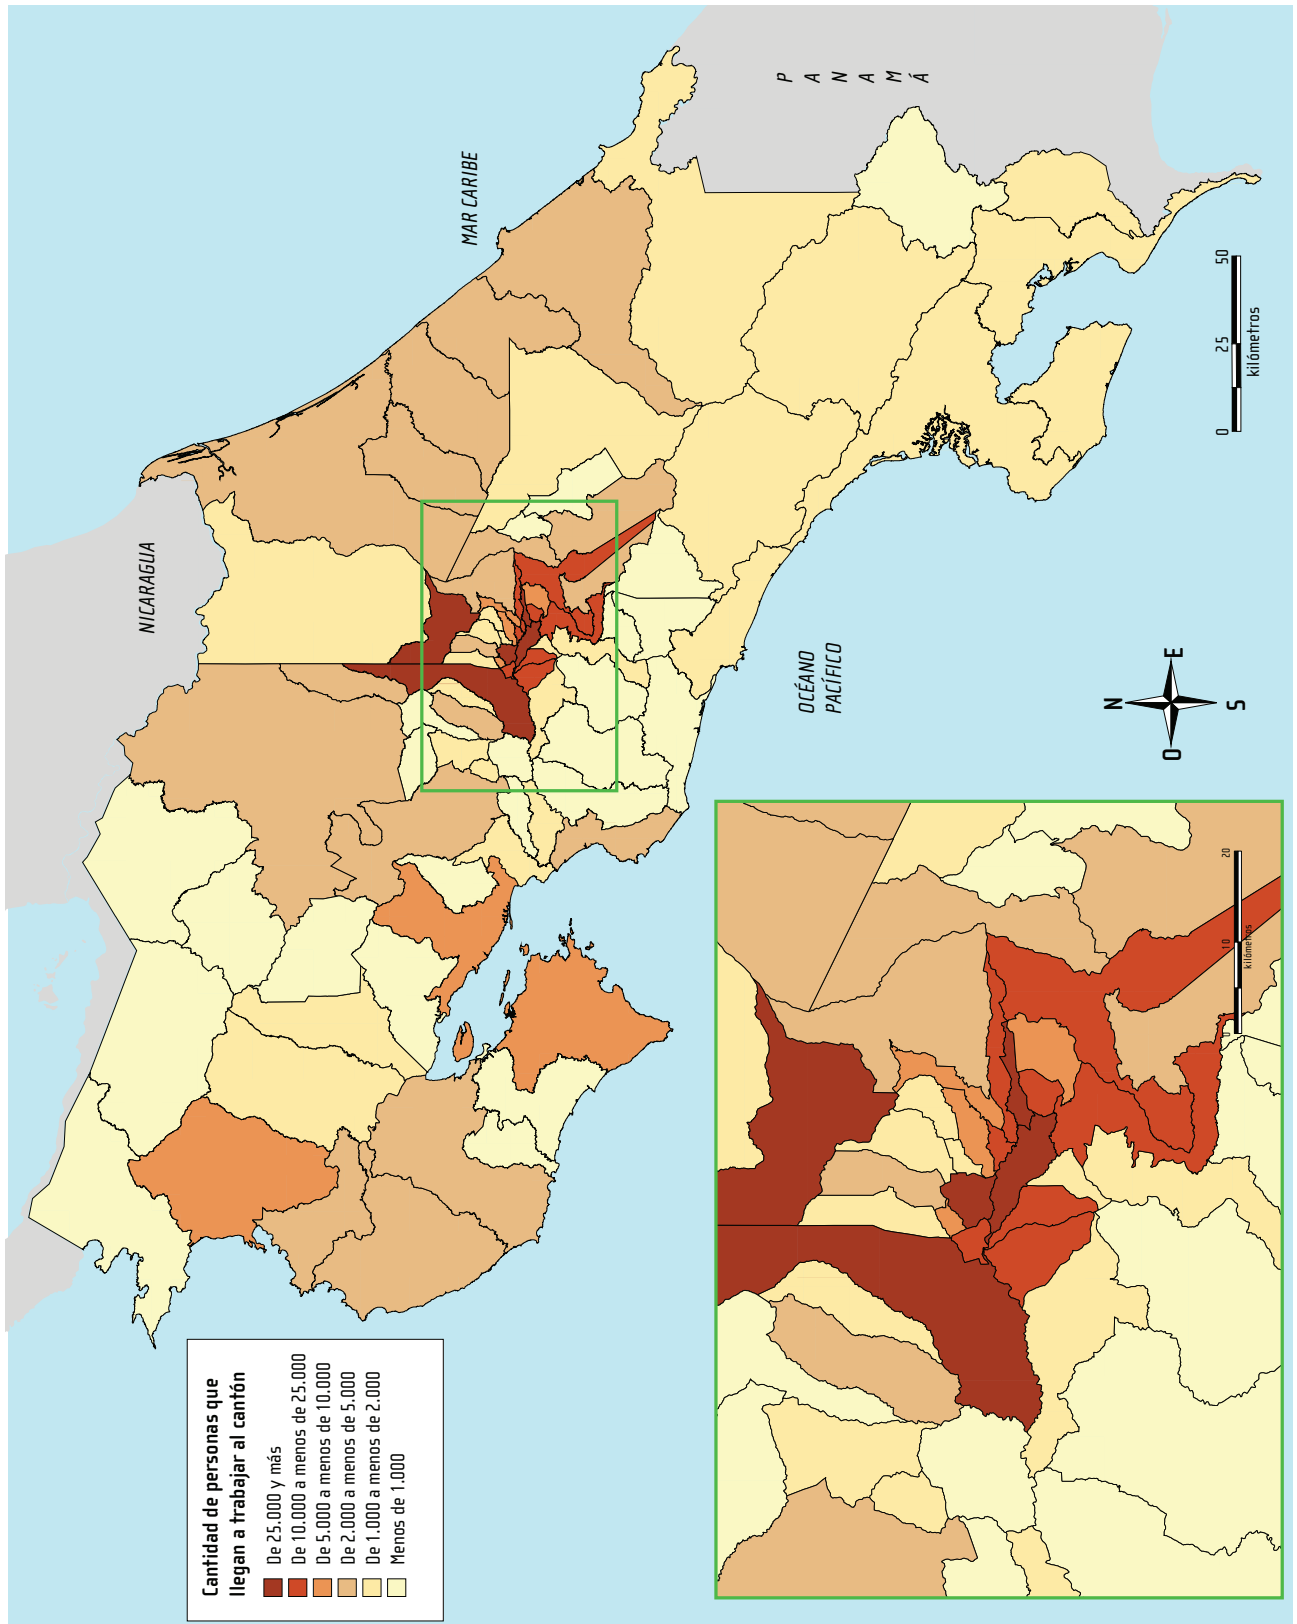 Cantidad de personas que
llegan a trabajar al cantón
De 25.000 y más
De 10.000 a menos de 25.000
De 5.000 a menos de 10.000
De 2.000 a menos de 5.000
De 1.000 a menos de 2.000
Menos de 1.000
NICARAGUA
MAR CARIBE
PANAMÁ
OCÉANO
PACÍFICO
N
O
E
S
0 25 50
kilómetros
0 10 20
kilómetros